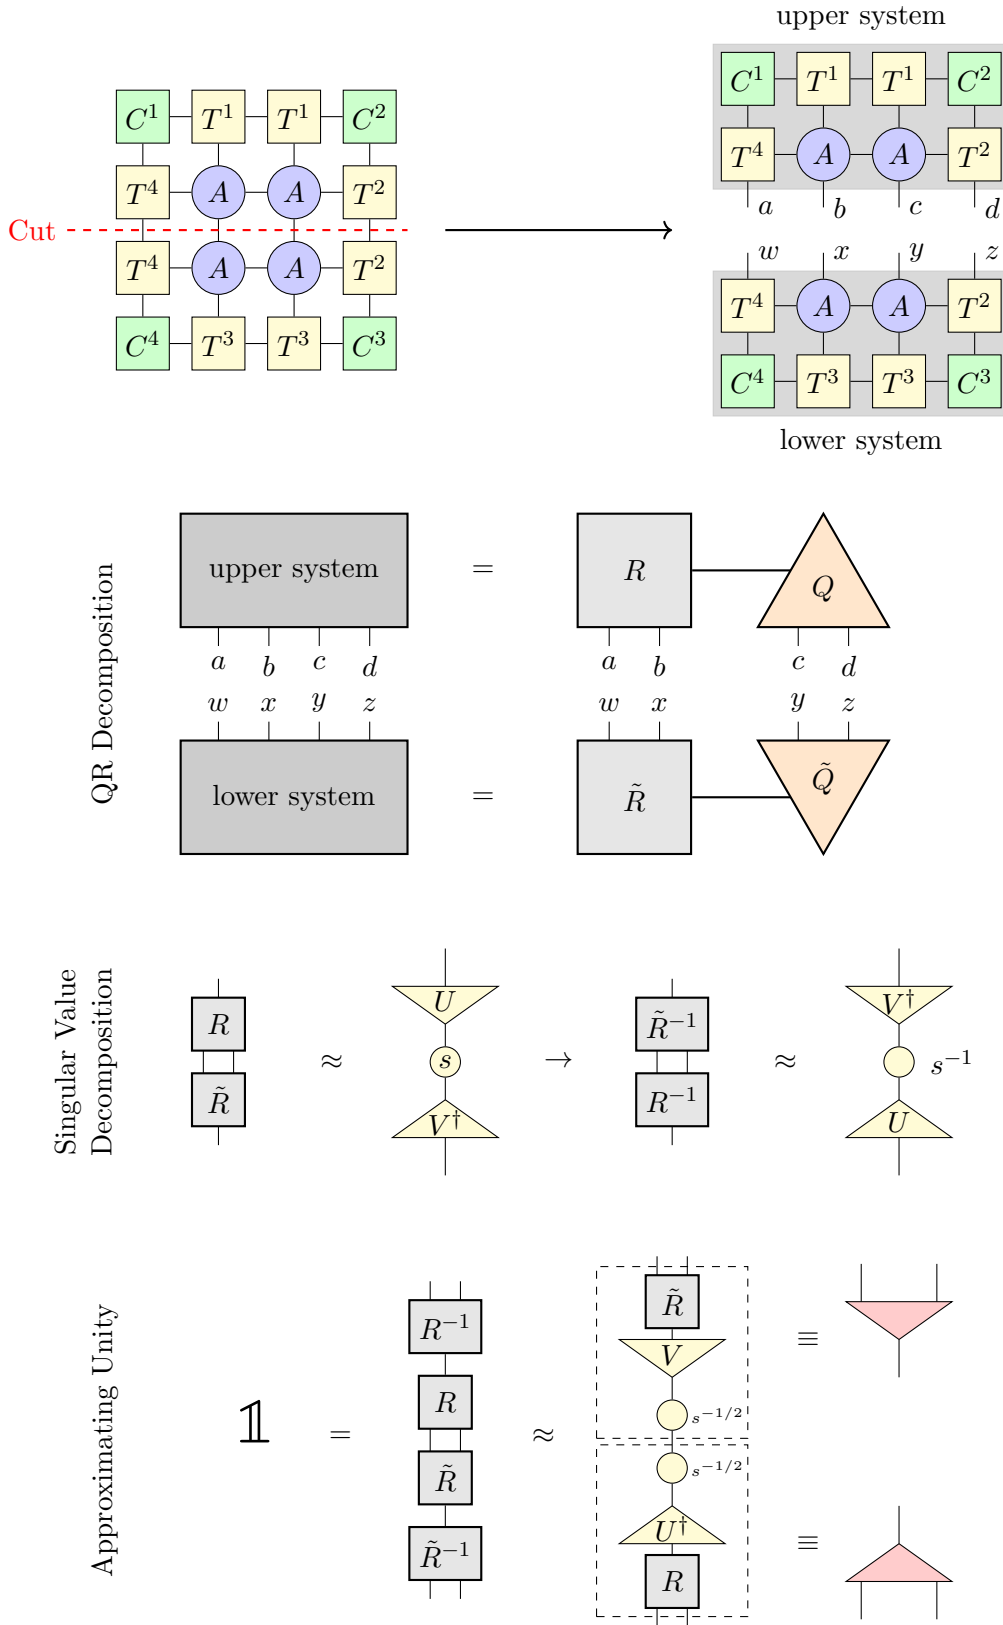 upper system
C¹ T¹ T¹ C²
C¹ T¹ T¹ C²
T⁴ A A T²
T⁴ A A T²
a b c d
Cut
w x y z
T⁴ A A T²
T⁴ A A T²
C⁴ T³ T³ C³
C⁴ T³ T³ C³
lower system
QR Decomposition
upper system = R Q
a b c d a b c d
w x y z w x y z
lower system = R̃ Q̃
Singular Value
Decomposition
R U R̃⁻¹ V†
≈ s → ≈ s⁻¹
R̃ V† R⁻¹ U
Approximating Unity
𝟙 = ≈
R⁻¹
R
R̃
R̃⁻¹
R̃
V
s⁻¹/²
s⁻¹/²
U†
R
≡
≡